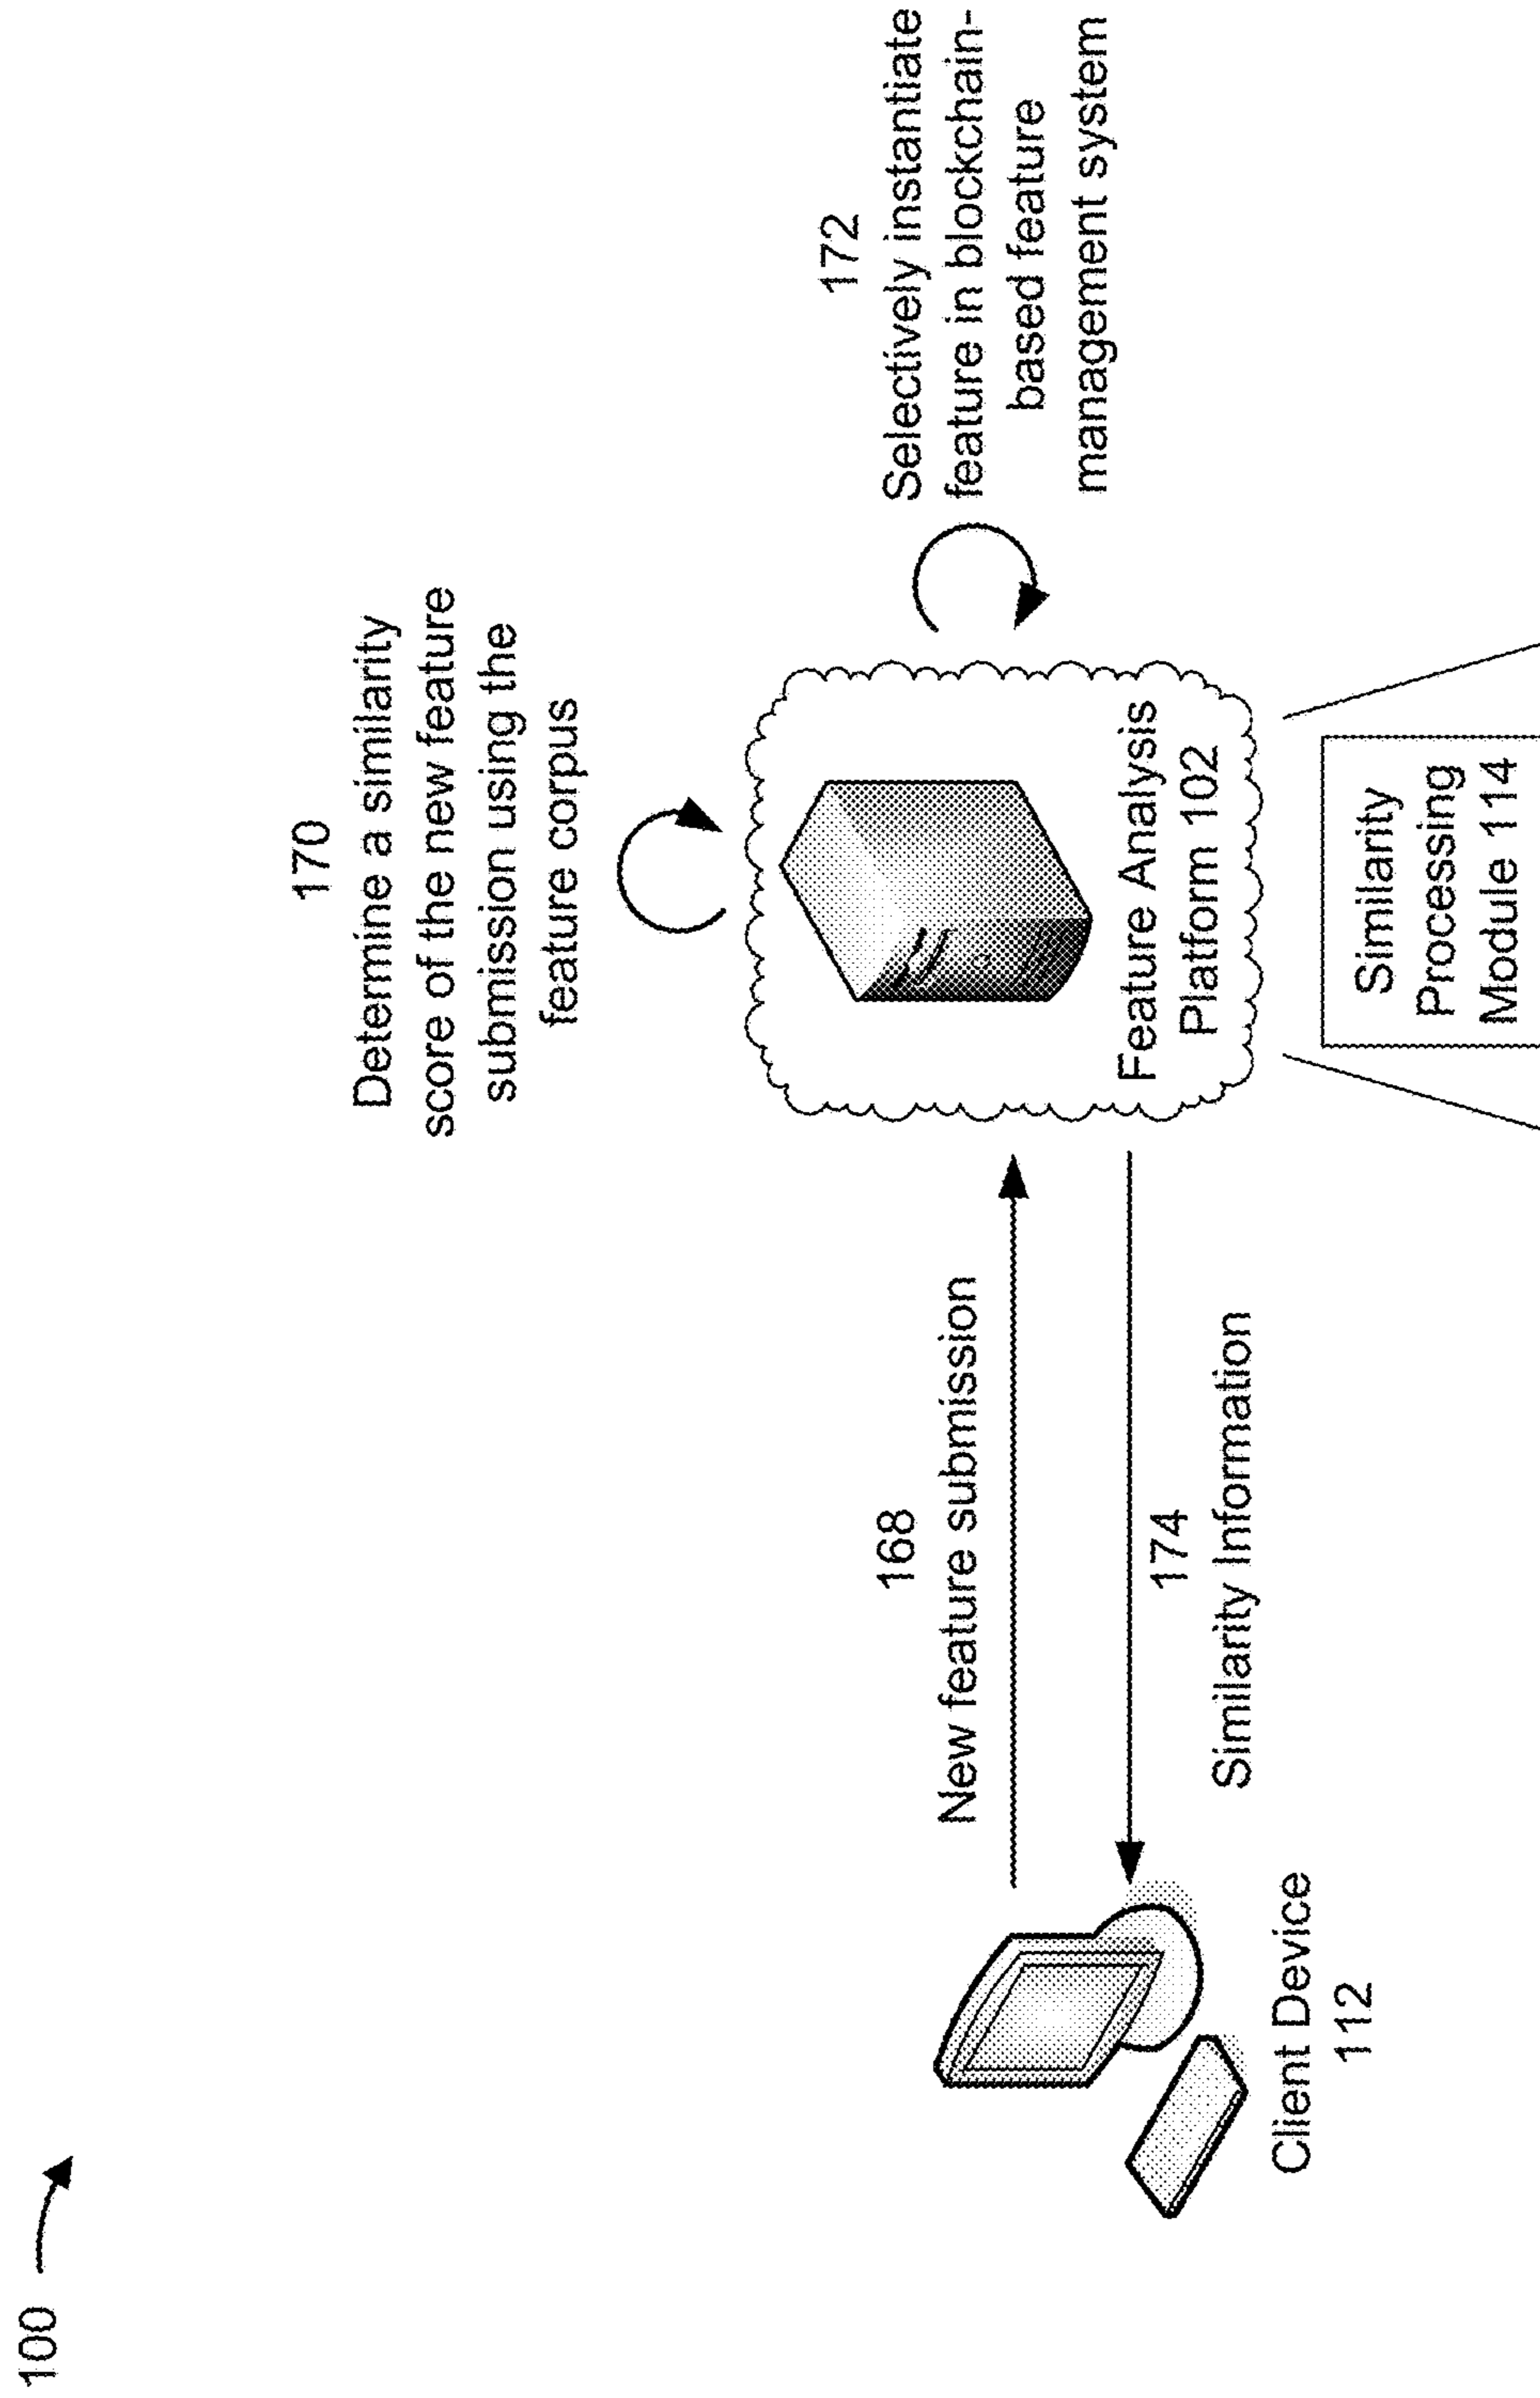 100
170
Determine a similarity
score of the new feature
submission using the
feature corpus
168
New feature submission
174
Similarity Information
Client Device
112
Feature Analysis
Platform 102
172
Selectively instantiate
feature in blockchain-
based feature
management system
Similarity
Processing
Module 114